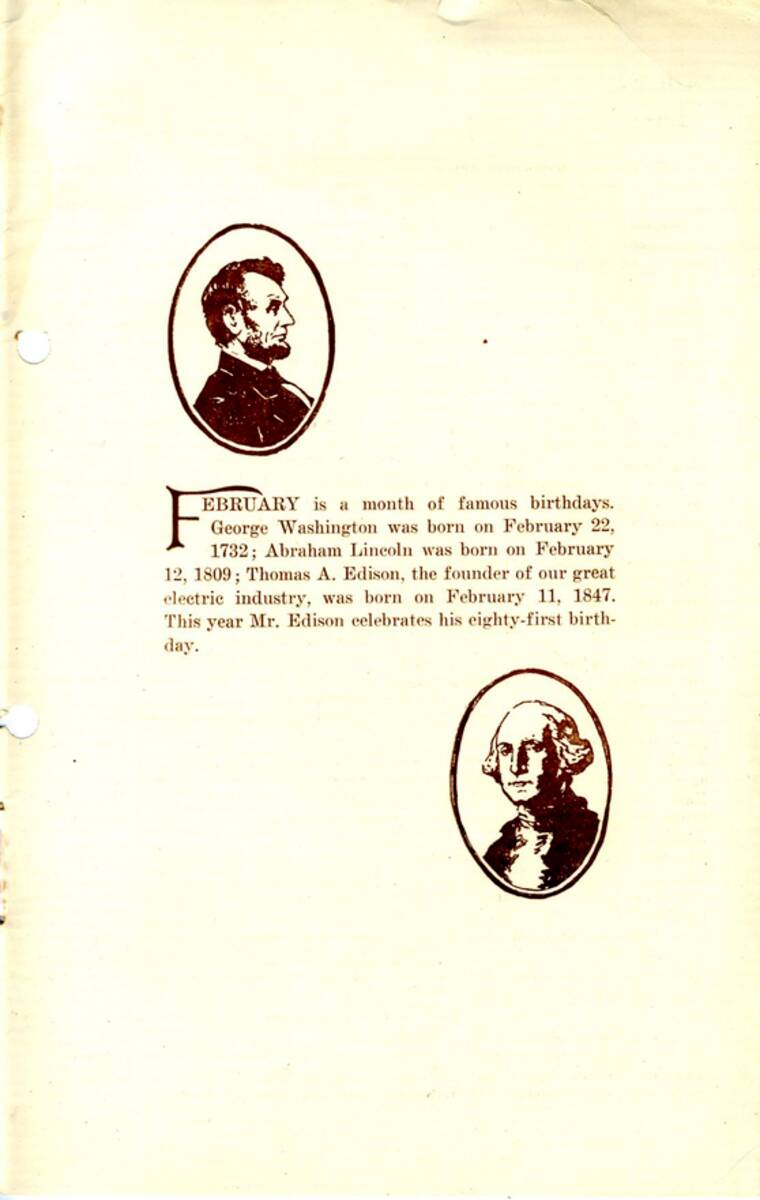 FEBRUARY is a month of famous birthdays.
George Washington was born on February 22,
1732; Abraham Lincoln was born on February
12, 1809; Thomas A. Edison, the founder of our great
electric industry, was born on February 11, 1847.
This year Mr. Edison celebrates his eighty-first birth-
day.